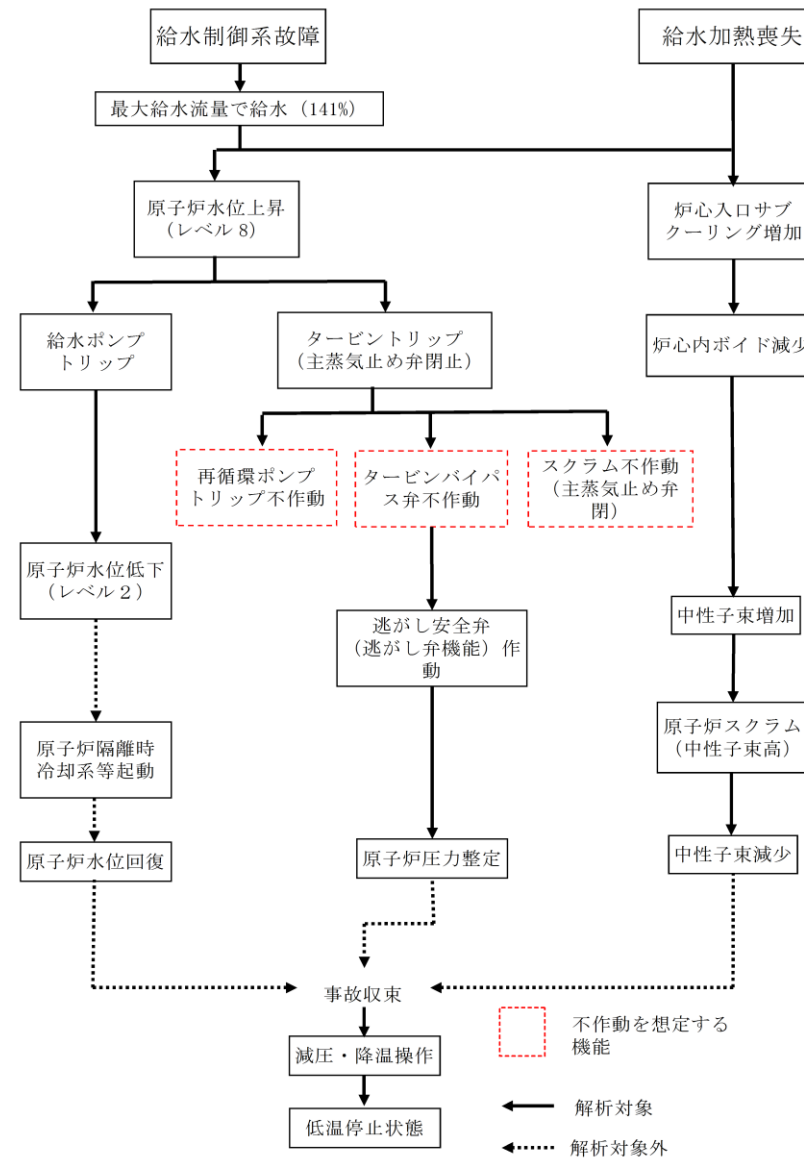 給水制御系故障
給水加熱喪失
最大給水流量で給水（141%）
原子炉水位上昇
（レベル８）
炉心入口サブ
クーリング増加
給水ポンプ
トリップ
タービントリップ
（主蒸気止め弁閉止）
炉心内ボイド減少
再循環ポンプ
トリップ不作動
タービンバイパ
ス弁不作動
スクラム不作動
（主蒸気止め弁
閉）
原子炉水位低下
（レベル２）
逃がし安全弁
（逃がし弁機能）作
動
中性子束増加
原子炉隔離時
冷却系等起動
原子炉スクラム
（中性子束高）
原子炉水位回復
原子炉圧力整定
中性子束減少
事故収束
減圧・降温操作
低温停止状態
不作動を想定する
機能
解析対象
解析対象外